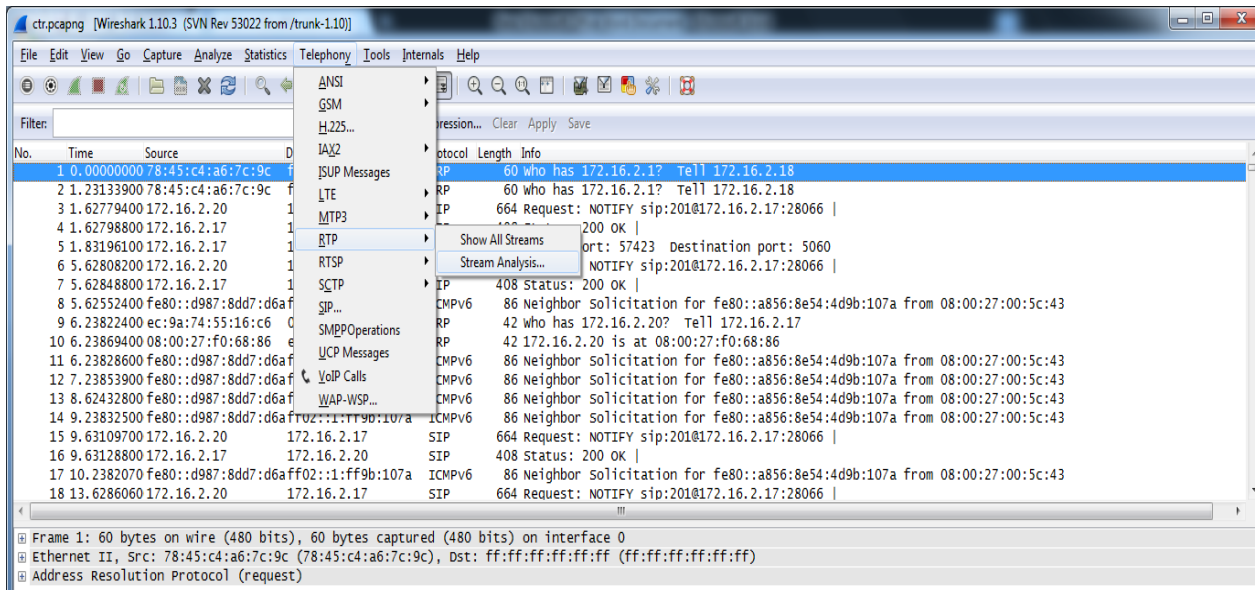 ctr.pcapng [Wireshark 1.10.3 (SVN Rev 53022 from /trunk-1.10)]
File Edit View Go Capture Analyze Statistics Telephony Tools Internals Help
Filter: pression... Clear Apply Save
No. Time Source D otocol Length Info
1 0.00000000 78:45:c4:a6:7c:9c f RP 60 Who has 172.16.2.1? Tell 172.16.2.18
2 1.23133900 78:45:c4:a6:7c:9c f RP 60 Who has 172.16.2.1? Tell 172.16.2.18
3 1.62779400 172.16.2.20 1 IP 664 Request: NOTIFY sip:201@172.16.2.17:28066 |
4 1.62798800 172.16.2.17 1 200 OK |
5 1.83196100 172.16.2.17 1 ort: 57423 Destination port: 5060
6 5.62808200 172.16.2.20 1 NOTIFY sip:201@172.16.2.17:28066 |
7 5.62848800 172.16.2.17 1 IP 408 Status: 200 OK |
8 5.62552400 fe80::d987:8dd7:d6af CMPv6 86 Neighbor Solicitation for fe80::a856:8e54:4d9b:107a from 08:00:27:00:5c:43
9 6.23822400 ec:9a:74:55:16:c6 0 RP 42 Who has 172.16.2.20? Tell 172.16.2.17
10 6.23869400 08:00:27:f0:68:86 e RP 42 172.16.2.20 is at 08:00:27:f0:68:86
11 6.23828600 fe80::d987:8dd7:d6af CMPv6 86 Neighbor Solicitation for fe80::a856:8e54:4d9b:107a from 08:00:27:00:5c:43
12 7.23853900 fe80::d987:8dd7:d6af CMPv6 86 Neighbor Solicitation for fe80::a856:8e54:4d9b:107a from 08:00:27:00:5c:43
13 8.62432800 fe80::d987:8dd7:d6af CMPv6 86 Neighbor Solicitation for fe80::a856:8e54:4d9b:107a from 08:00:27:00:5c:43
14 9.23832500 fe80::d987:8dd7:d6aff02::1:ff9b:107a ICMPv6 86 Neighbor Solicitation for fe80::a856:8e54:4d9b:107a from 08:00:27:00:5c:43
15 9.63109700 172.16.2.20 172.16.2.17 SIP 664 Request: NOTIFY sip:201@172.16.2.17:28066 |
16 9.63128800 172.16.2.17 172.16.2.20 SIP 408 Status: 200 OK |
17 10.2382070 fe80::d987:8dd7:d6aff02::1:ff9b:107a ICMPv6 86 Neighbor Solicitation for fe80::a856:8e54:4d9b:107a from 08:00:27:00:5c:43
18 13.6286060 172.16.2.20 172.16.2.17 SIP 664 Request: NOTIFY sip:201@172.16.2.17:28066 |
ANSI
GSM
H.225...
IAX2
ISUP Messages
LTE
MTP3
RTP
RTSP
SCTP
SIP...
SMPPOperations
UCP Messages
VoIP Calls
WAP-WSP...
Show All Streams
Stream Analysis...
Frame 1: 60 bytes on wire (480 bits), 60 bytes captured (480 bits) on interface 0
Ethernet II, Src: 78:45:c4:a6:7c:9c (78:45:c4:a6:7c:9c), Dst: ff:ff:ff:ff:ff:ff (ff:ff:ff:ff:ff:ff)
Address Resolution Protocol (request)